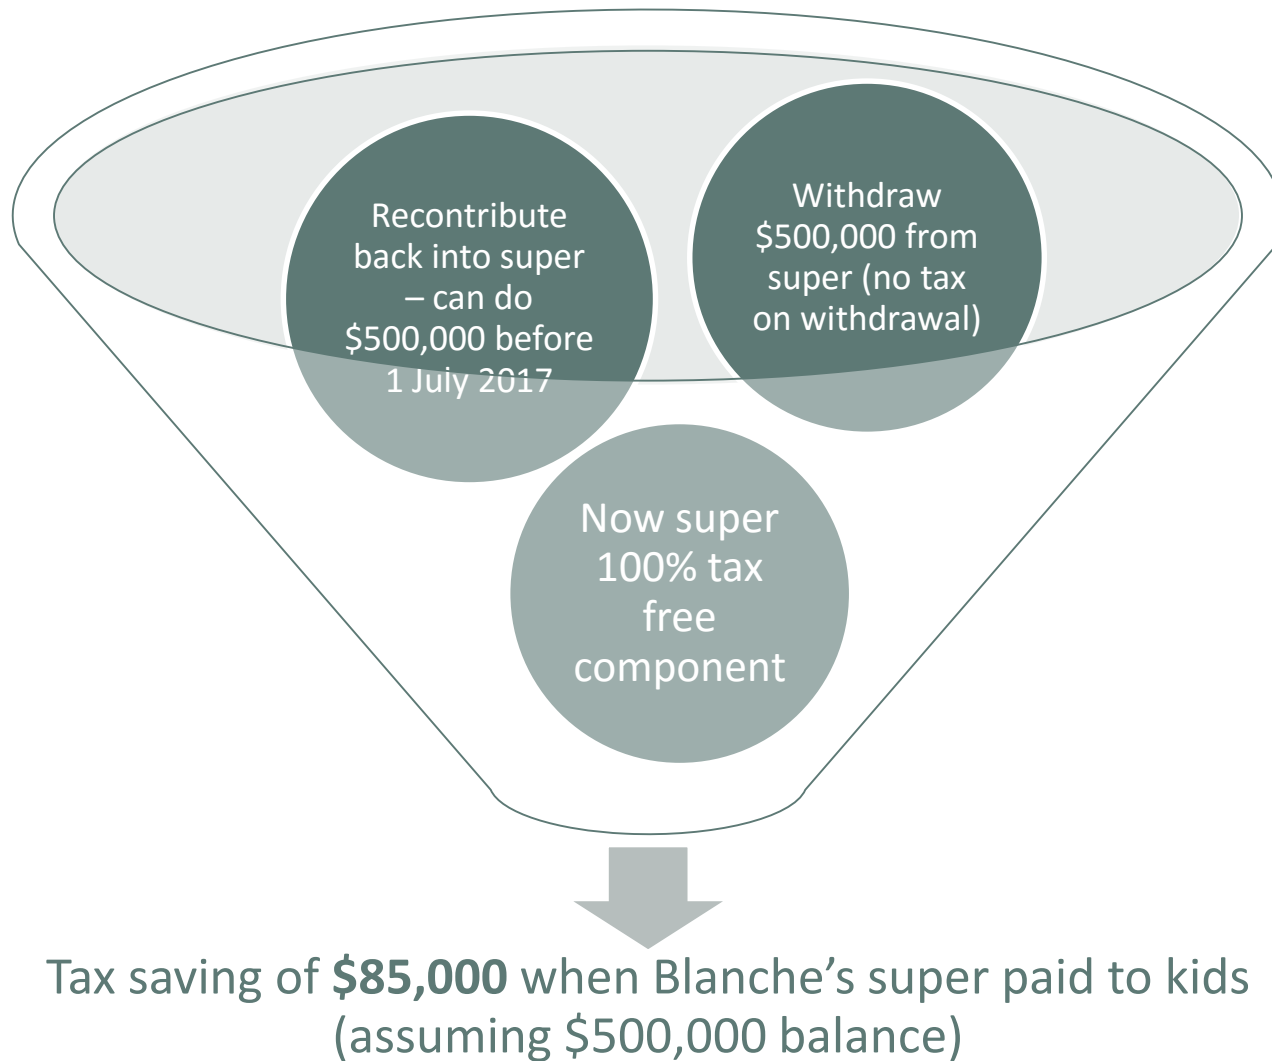 Recontribute
back into super
– can do
$500,000 before
1 July 2017
Withdraw
$500,000 from
super (no tax
on withdrawal)
Now super
100% tax
free
component
Tax saving of $85,000 when Blanche’s super paid to kids
(assuming $500,000 balance)